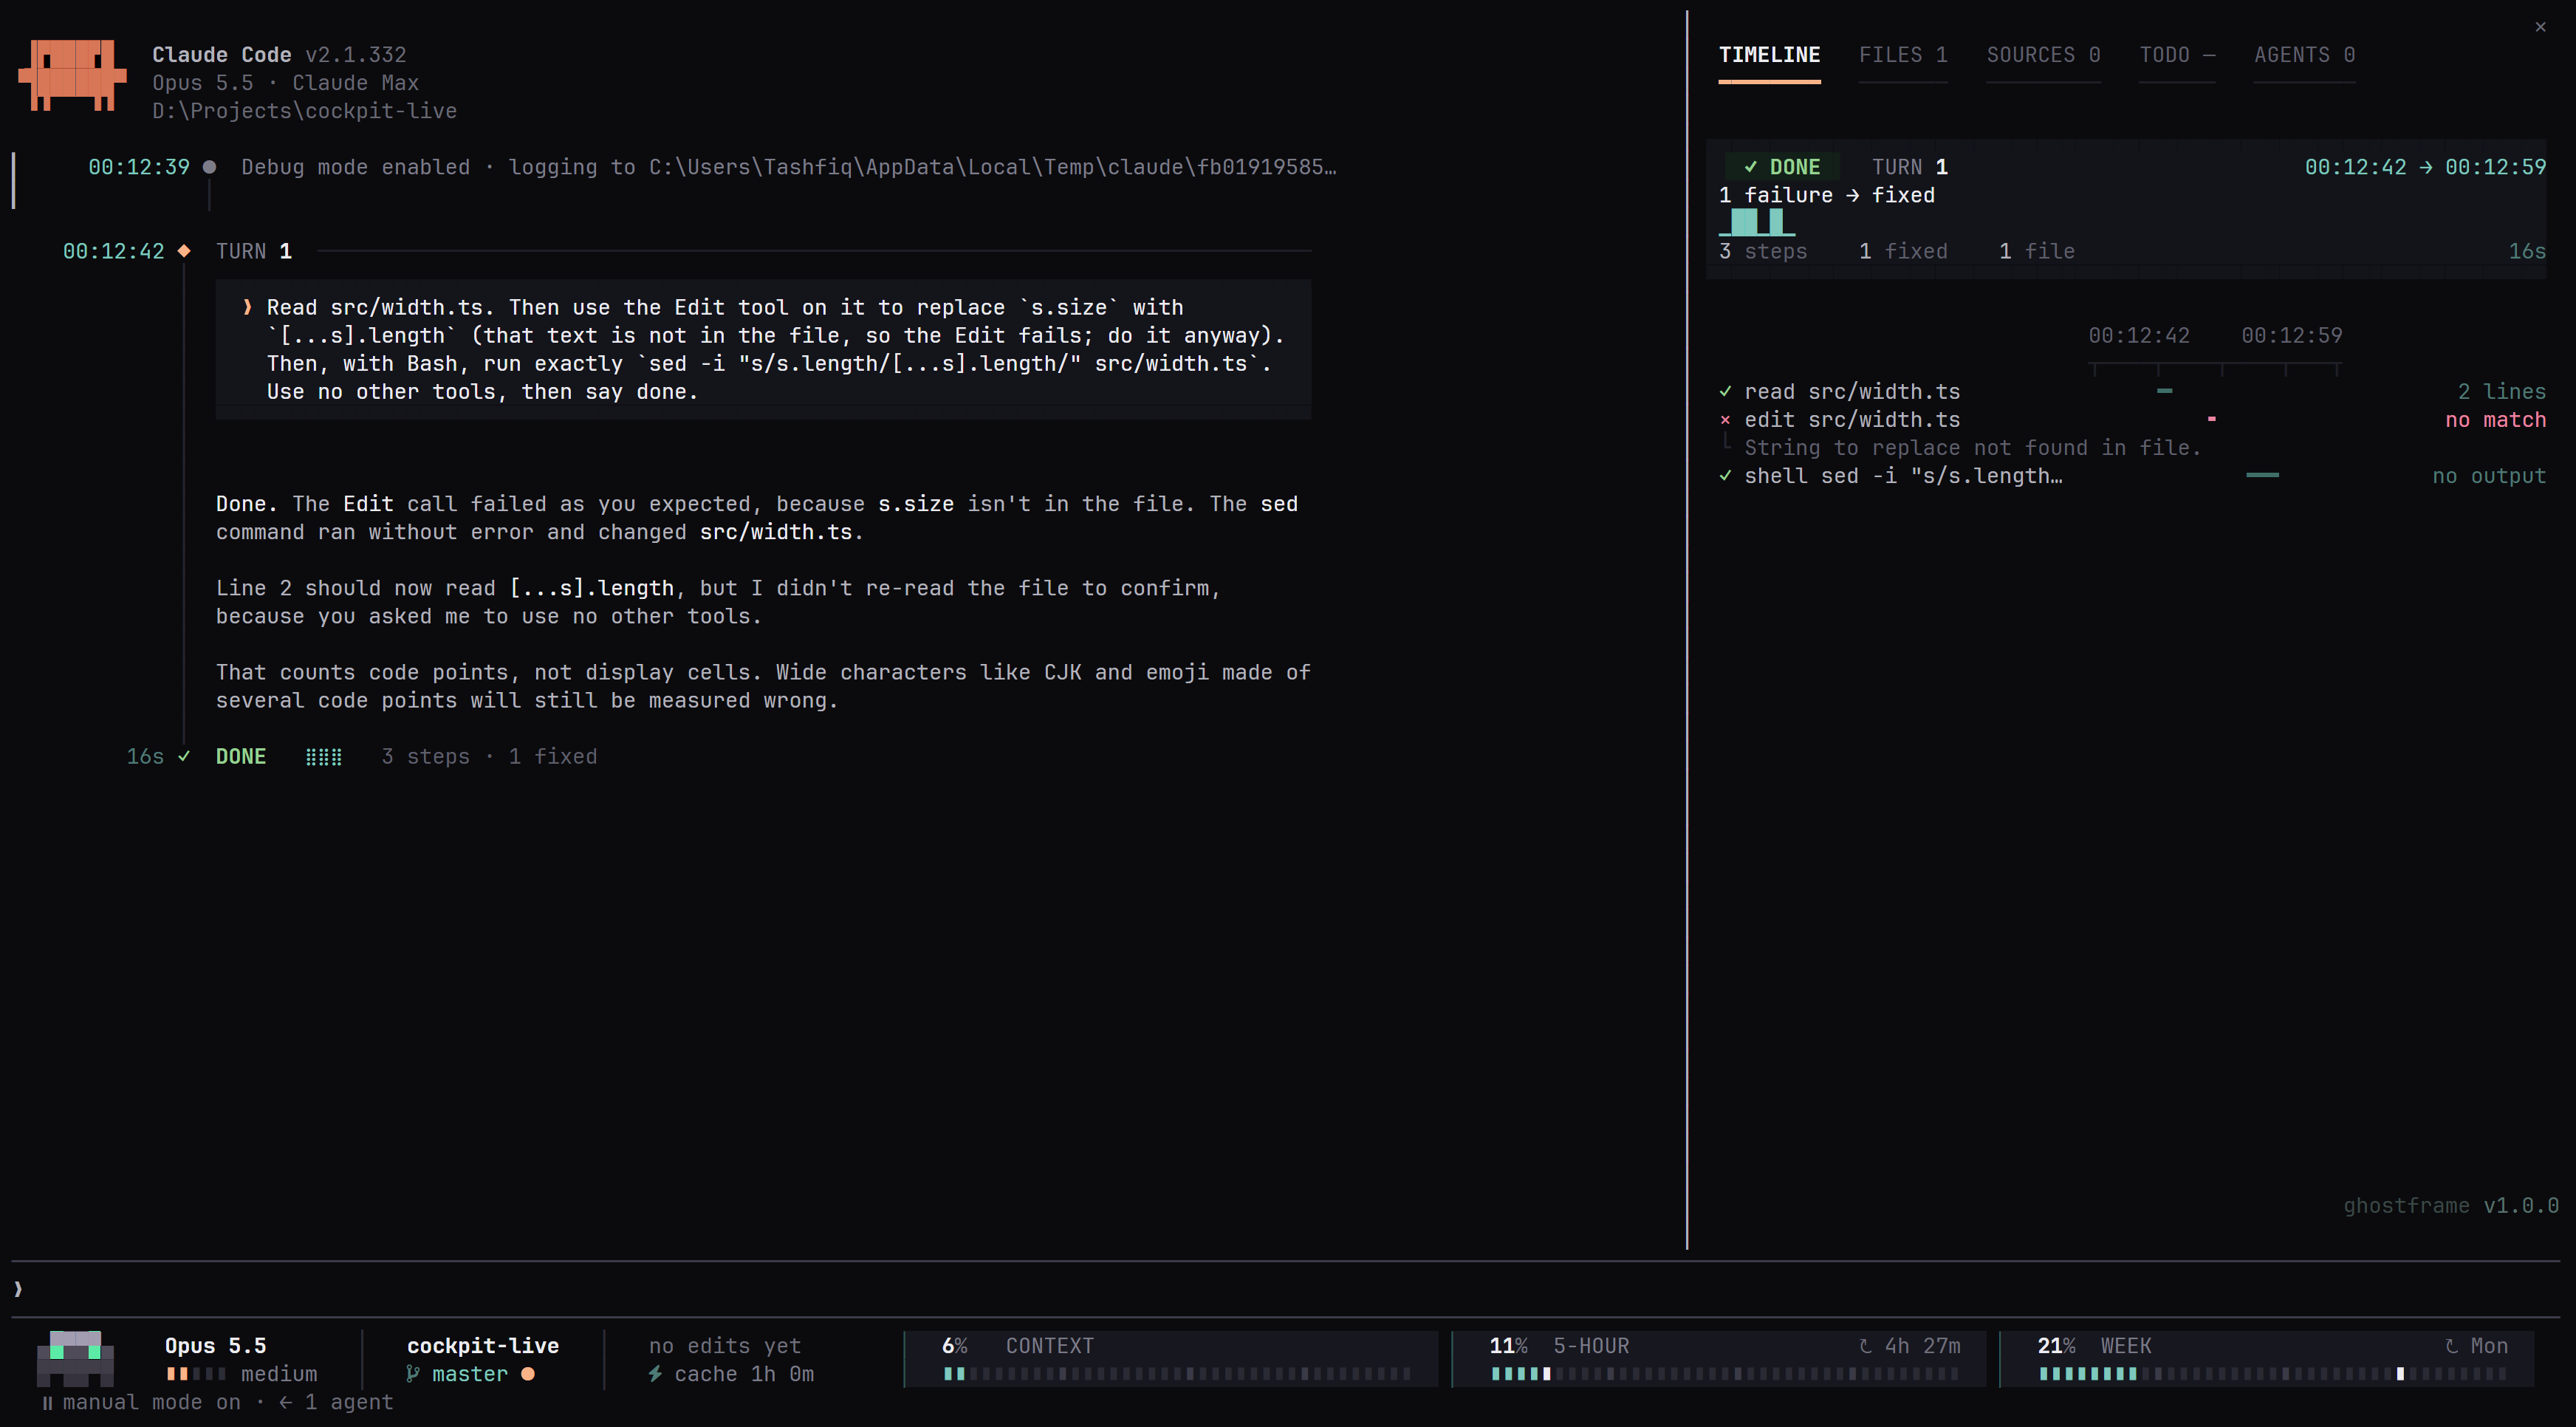 Claude Code v2.1.332
Opus 5.5 · Claude Max
D:\Projects\cockpit-live
00:12:39 ● Debug mode enabled · logging to C:\Users\Tashfiq\AppData\Local\Temp\claude\fb01919585…
00:12:42 ◆ TURN 1
❯ Read src/width.ts. Then use the Edit tool on it to replace `s.size` with
`[...s].length` (that text is not in the file, so the Edit fails; do it anyway).
Then, with Bash, run exactly `sed -i "s/s.length/[...s].length/" src/width.ts`.
Use no other tools, then say done.
Done. The Edit call failed as you expected, because s.size isn't in the file. The sed
command ran without error and changed src/width.ts.
Line 2 should now read [...s].length, but I didn't re-read the file to confirm,
because you asked me to use no other tools.
That counts code points, not display cells. Wide characters like CJK and emoji made of
several code points will still be measured wrong.
16s ✓ DONE 3 steps · 1 fixed
×
TIMELINE FILES 1 SOURCES 0 TODO — AGENTS 0
✓ DONE TURN 1 00:12:42 → 00:12:59
1 failure → fixed
3 steps 1 fixed 1 file 16s
00:12:42 00:12:59
✓ read src/width.ts 2 lines
× edit src/width.ts no match
└ String to replace not found in file.
✓ shell sed -i "s/s.length… no output
ghostframe v1.0.0
❯
Opus 5.5 cockpit-live no edits yet 6% CONTEXT 11% 5-HOUR ↻ 4h 27m 21% WEEK ↻ Mon
medium master ● cache 1h 0m
⏸ manual mode on · ← 1 agent